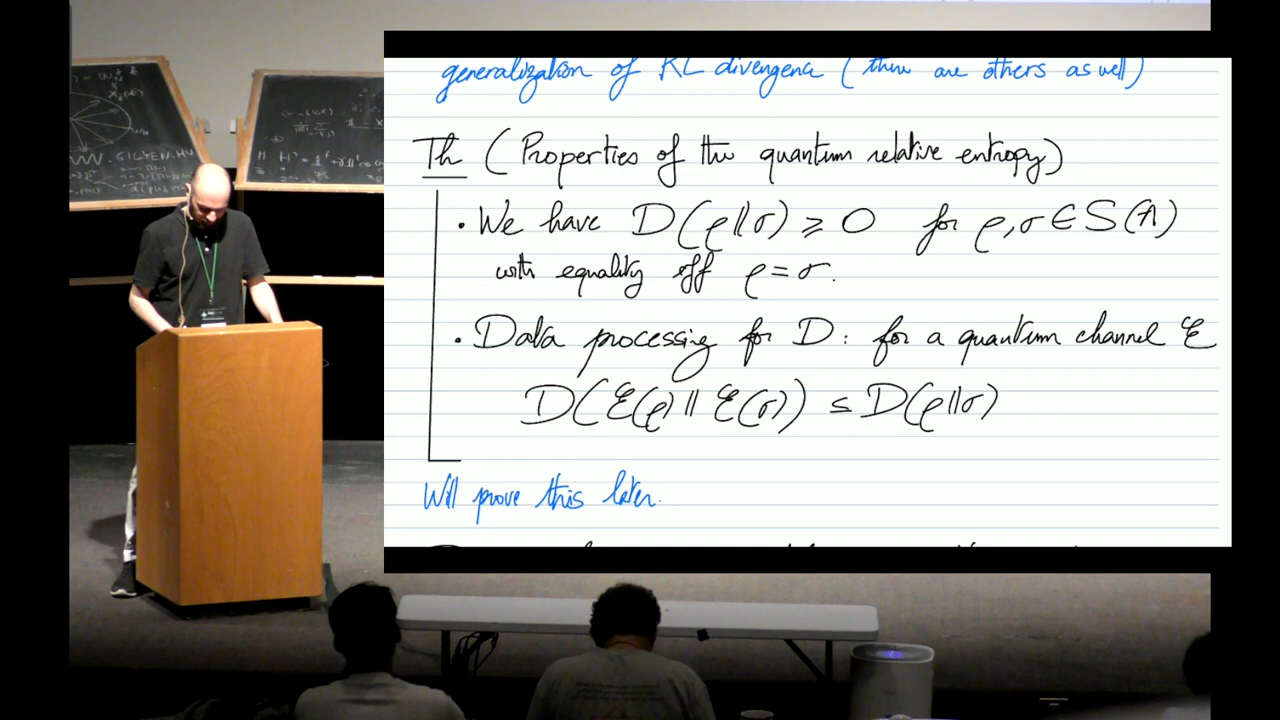 generalization of KL divergence (there are others as well)
Th (Properties of the quantum relative entropy)
• We have D(ρ‖σ) ⩾ 0 for ρ,σ ∈ S(A)
with equality iff ρ = σ.
• Data processing for D: for a quantum channel ℰ
D(ℰ(ρ)‖ℰ(σ)) ≤ D(ρ‖σ)
Will prove this later.